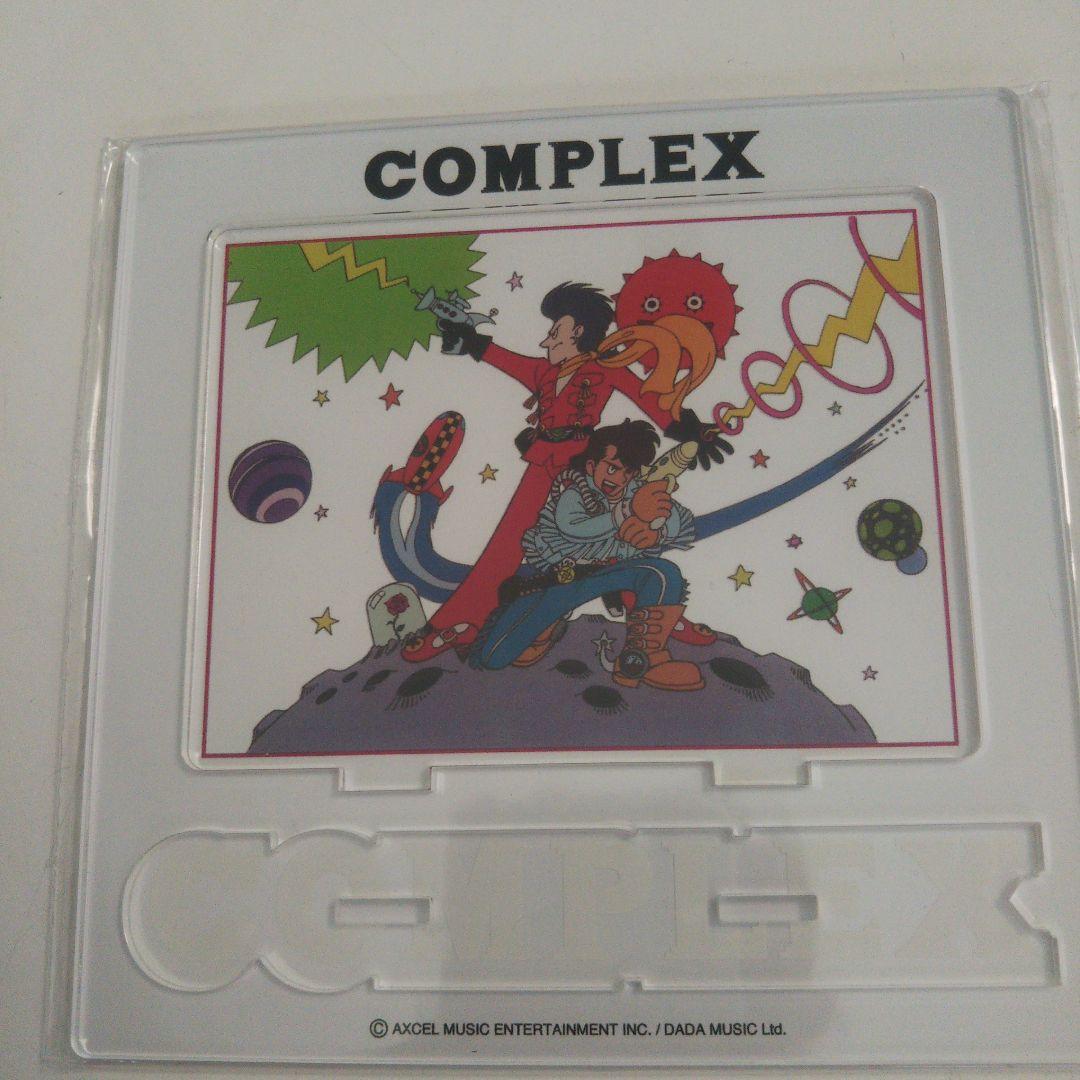 COMPLEX
COMPLEX
© AXCEL MUSIC ENTERTAINMENT INC. / DADA MUSIC Ltd.